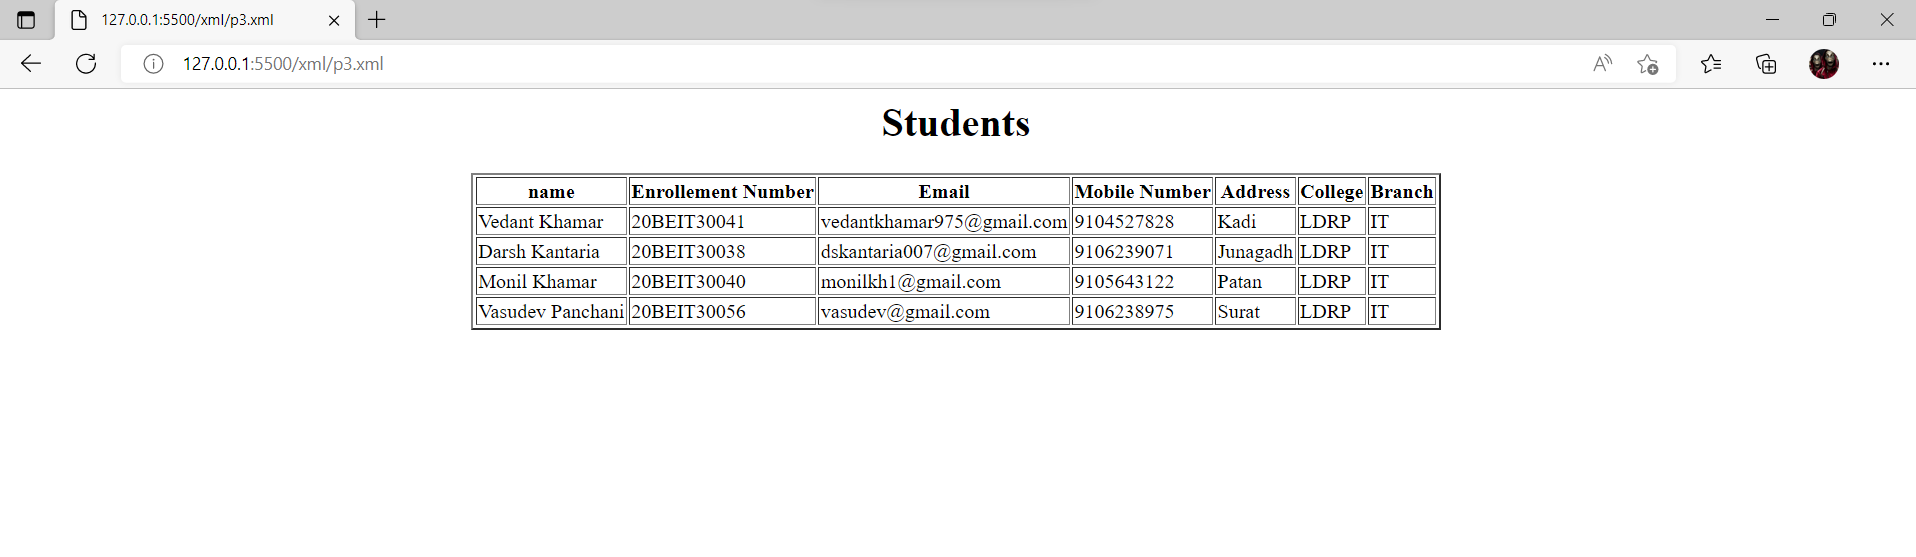 127.0.0.1:5500/xml/p3.xml
127.0.0.1:5500/xml/p3.xml
Students
name Enrollement Number Email Mobile Number Address College Branch
Vedant Khamar 20BEIT30041 vedantkhamar975@gmail.com 9104527828 Kadi LDRP IT
Darsh Kantaria 20BEIT30038 dskantaria007@gmail.com 9106239071 Junagadh LDRP IT
Monil Khamar 20BEIT30040 monilkh1@gmail.com 9105643122 Patan LDRP IT
Vasudev Panchani 20BEIT30056 vasudev@gmail.com 9106238975 Surat LDRP IT